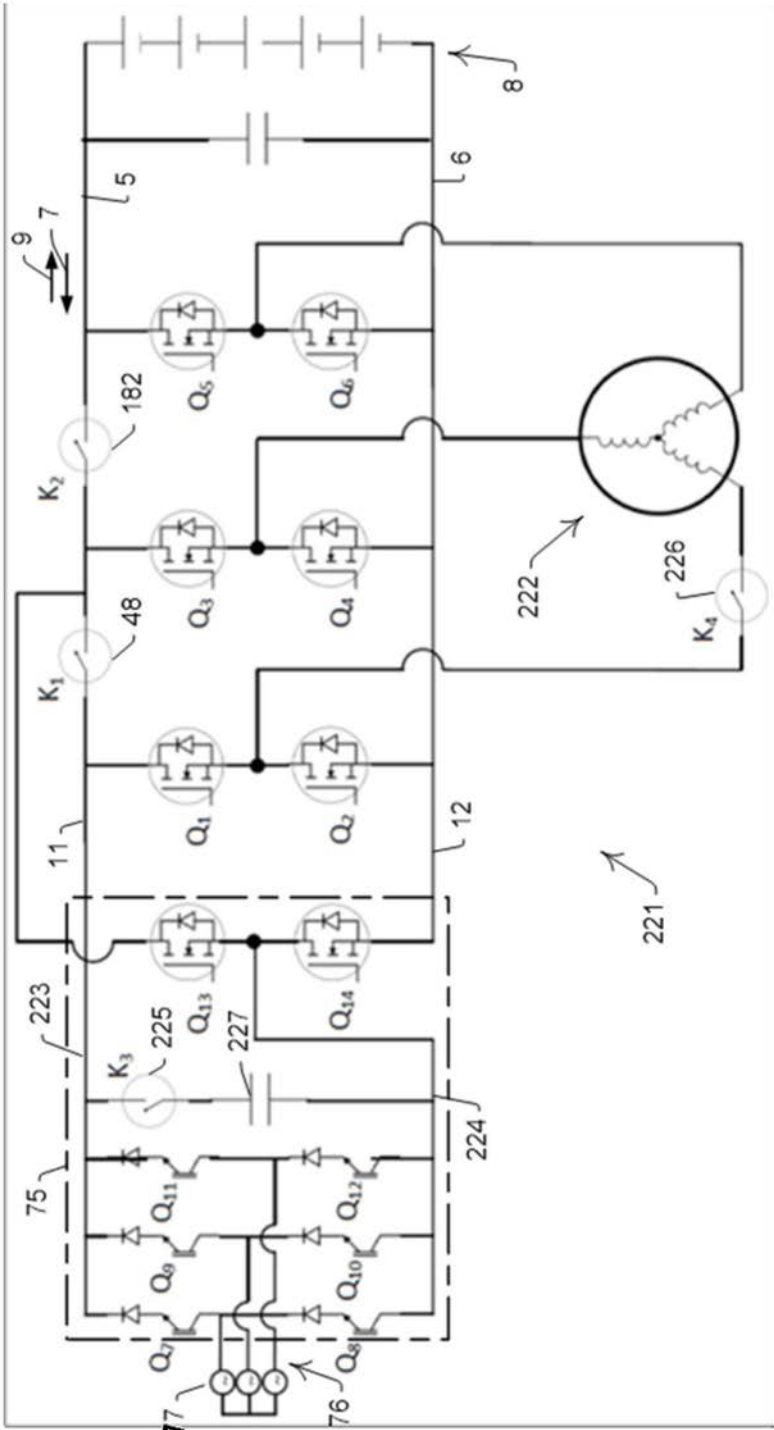 9
75
223
11
K₁
K₂
7
K₃
48
182
5
77
Q₇
Q₉
Q₁₁
225
Q₁₃
Q₁
Q₃
Q₅
227
76
Q₈
Q₁₀
Q₁₂
Q₁₄
Q₂
Q₄
Q₆
224
12
6
8
222
221
K₄
226